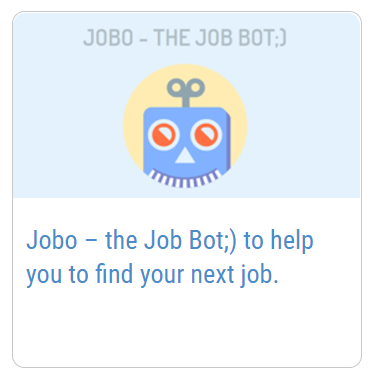 JOBO - THE JOB BOT;)
Jobo – the Job Bot;) to help
you to find your next job.